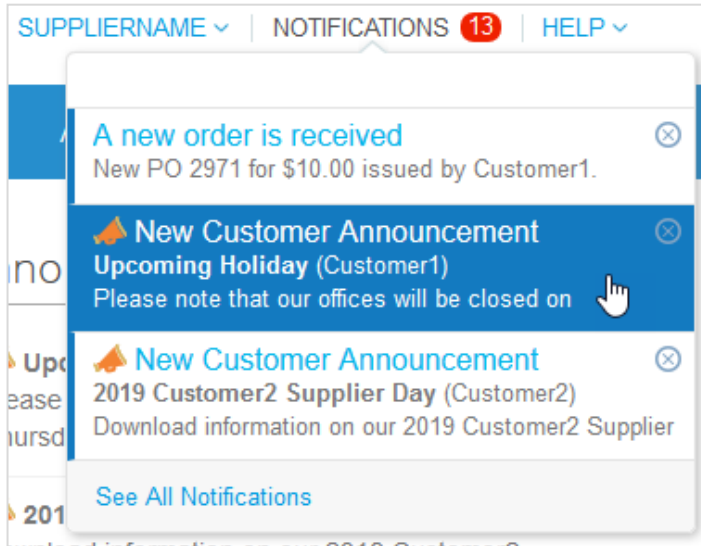 SUPPLIERNAME NOTIFICATIONS 13 HELP
A new order is received
New PO 2971 for $10.00 issued by Customer1.
New Customer Announcement
Upcoming Holiday (Customer1)
Please note that our offices will be closed on
New Customer Announcement
2019 Customer2 Supplier Day (Customer2)
Download information on our 2019 Customer2 Supplier
See All Notifications
201